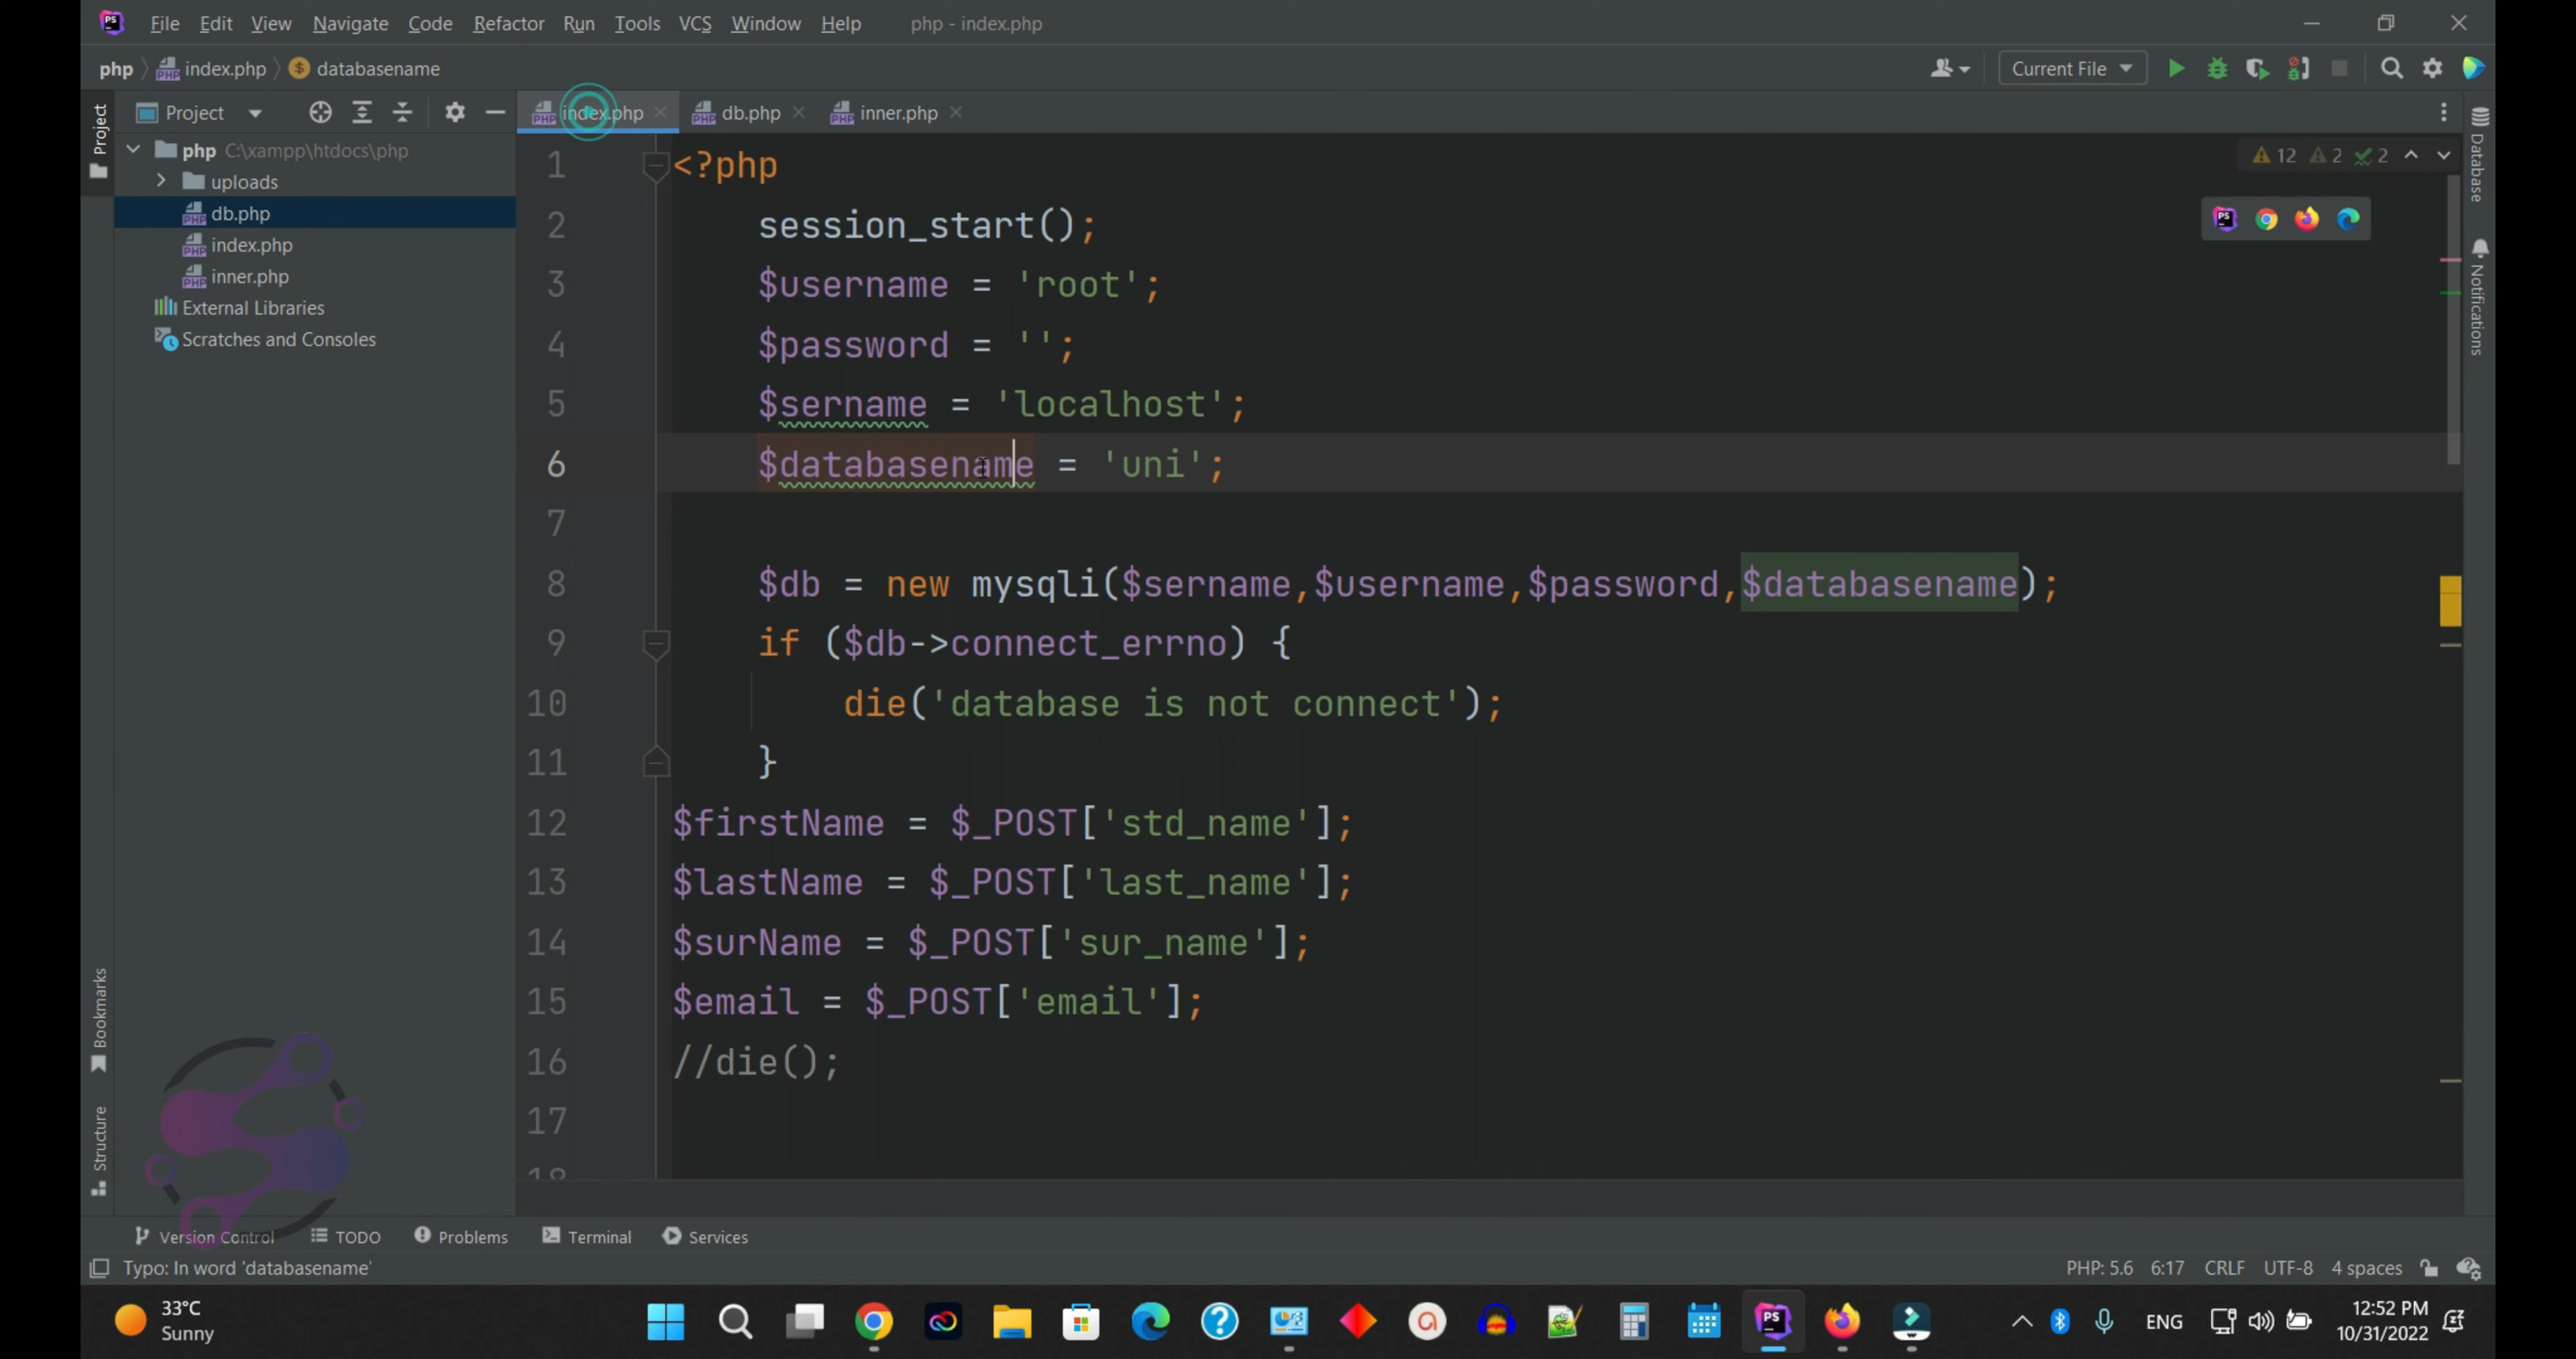 PS File Edit View Navigate Code Refactor Run Tools VCS Window Help php - index.php
php index.php databasename Current File
Project Project index.php db.php inner.php
php C:\xampp\htdocs\php
uploads
db.php
index.php
inner.php
External Libraries
Scratches and Consoles
12 2 2
Database
Notifications
1 <?php
2 session_start();
3 $username = 'root';
4 $password = '';
5 $sername = 'localhost';
6 $databasename = 'uni';
7
8 $db = new mysqli($sername,$username,$password,$databasename);
9 if ($db->connect_errno) {
10 die('database is not connect');
11 }
12 $firstName = $_POST['std_name'];
13 $lastName = $_POST['last_name'];
14 $surName = $_POST['sur_name'];
15 $email = $_POST['email'];
16 //die();
17
18
Bookmarks
Structure
Version Control TODO Problems Terminal Services
Typo: In word 'databasename' PHP: 5.6 6:17 CRLF UTF-8 4 spaces
33°C
Sunny
ENG
12:52 PM
10/31/2022